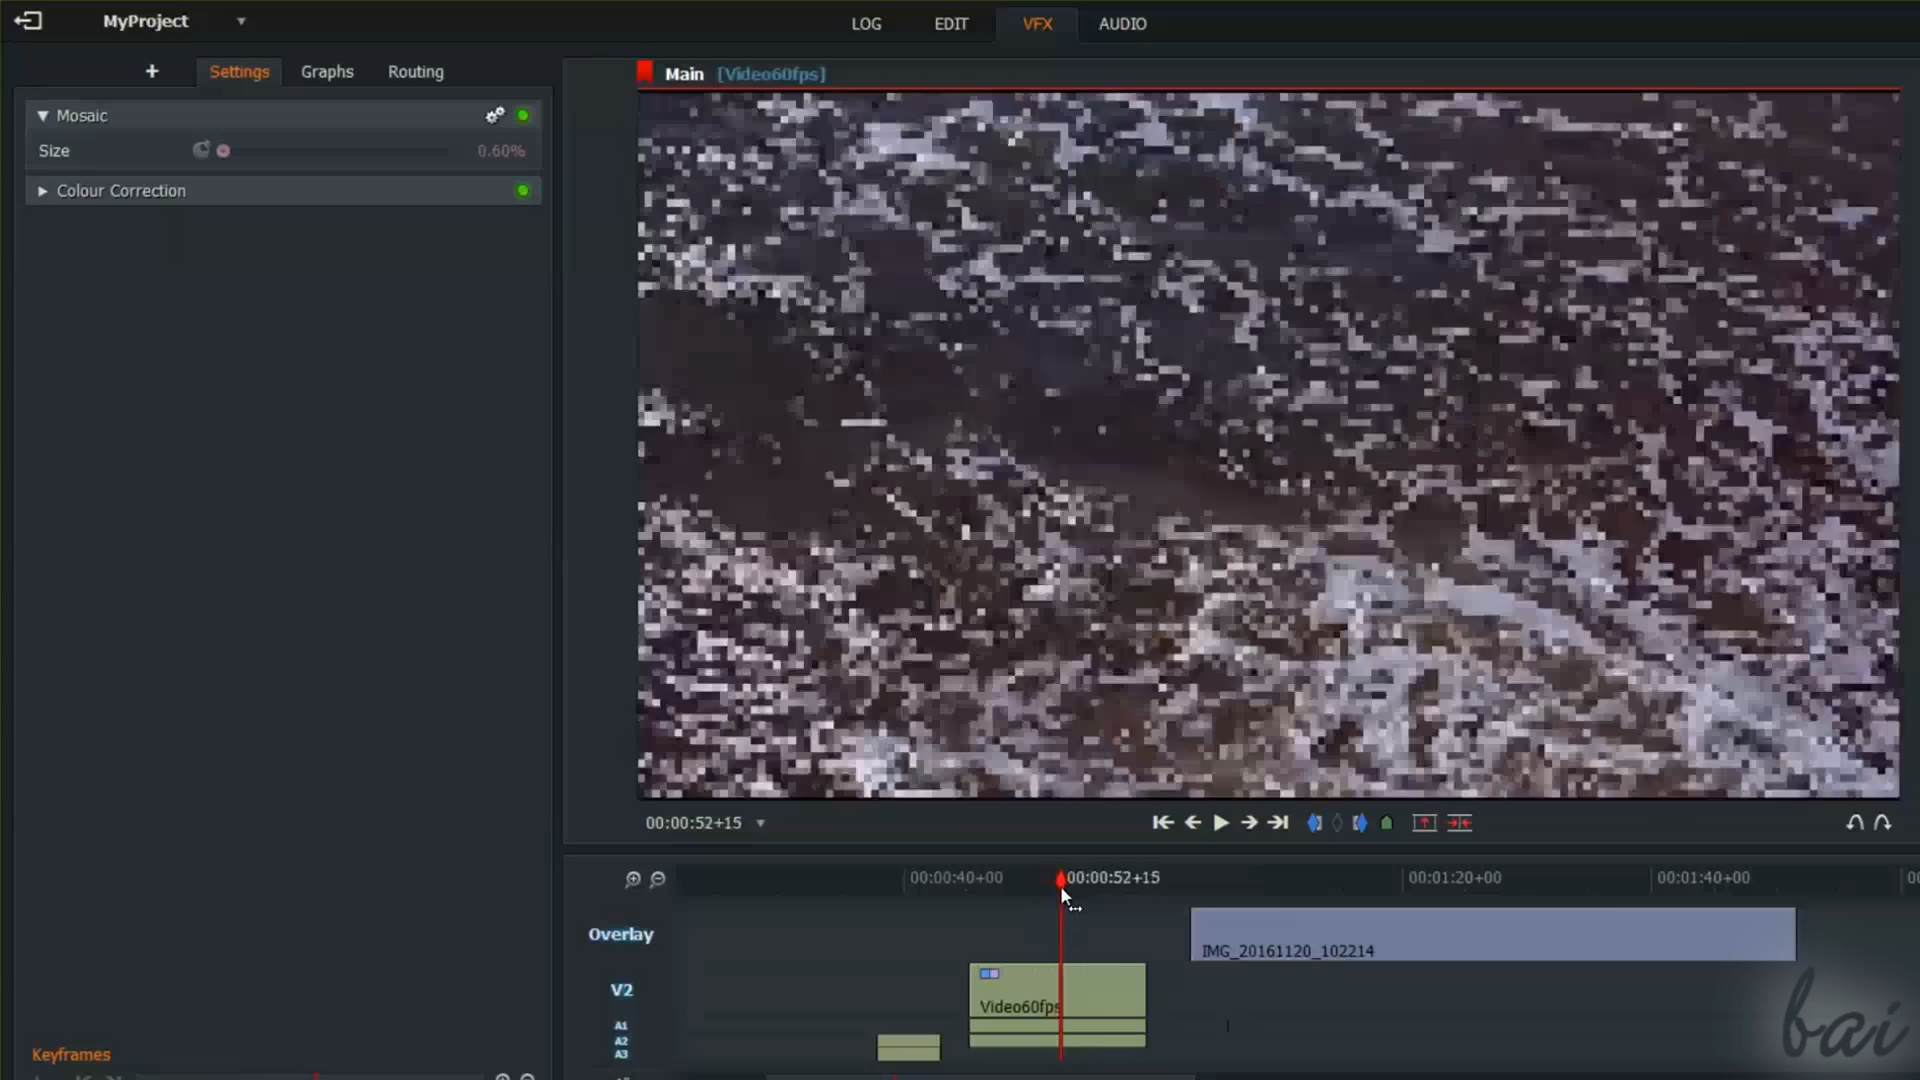 MyProject
LOG EDIT VFX AUDIO
+ Settings Graphs Routing
Main [Video60fps]
Mosaic
Size 0.60%
Colour Correction
00:00:52+15
00:00:40+00 00:00:52+15 00:01:20+00 00:01:40+00
Overlay
IMG_20161120_102214
V2
Video60fps
A1
A2
A3
Keyframes
bai